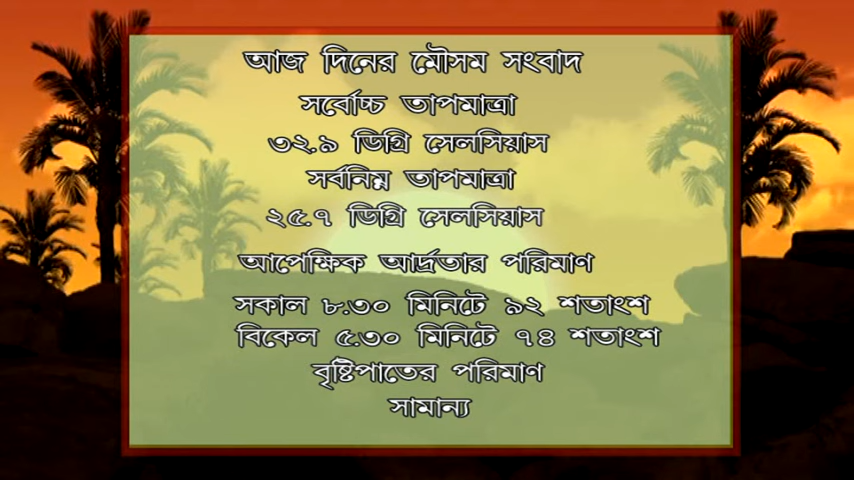 আজ দিনের মৌসম সংবাদ
সর্বোচ্চ তাপমাত্রা
৩২.৯ ডিগ্রি সেলসিয়াস
সর্বনিম্ন তাপমাত্রা
২৫.৭ ডিগ্রি সেলসিয়াস
আপেক্ষিক আর্দ্রতার পরিমাণ
সকাল ৮.৩০ মিনিটে ৯২ শতাংশ
বিকেল ৫.৩০ মিনিটে ৭৪ শতাংশ
বৃষ্টিপাতের পরিমাণ
সামান্য